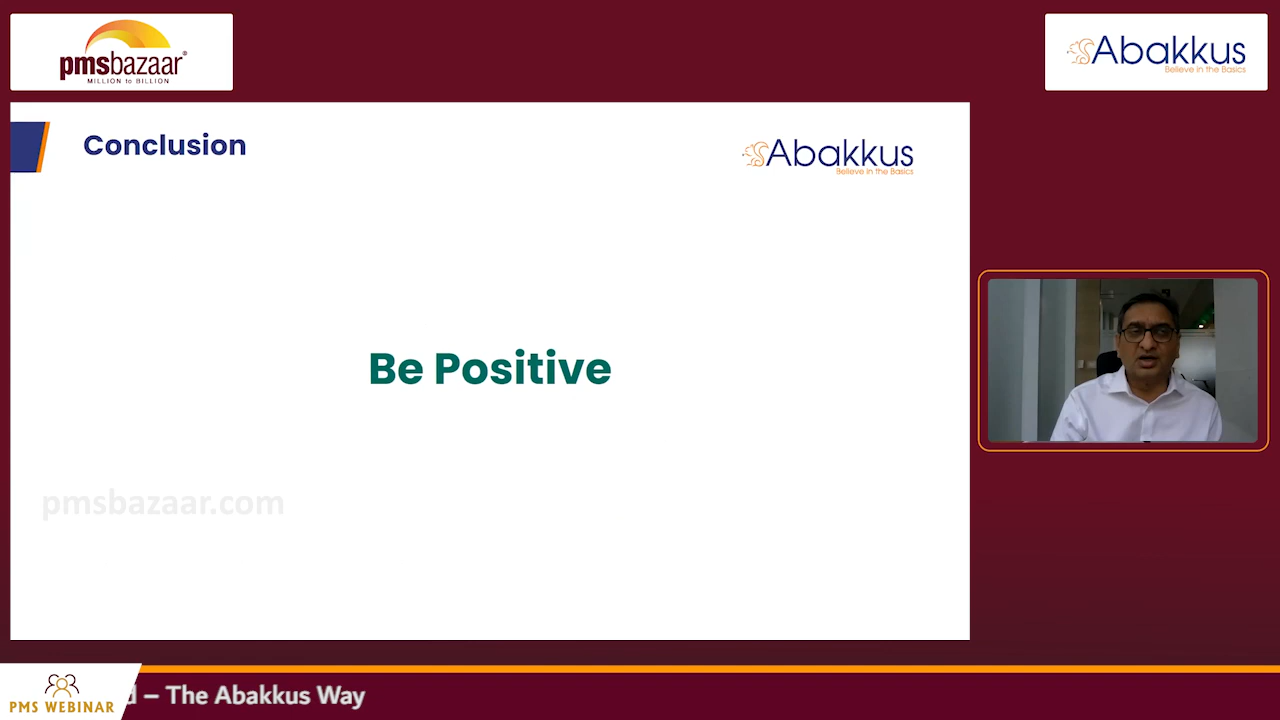 pmsbazaar®
MILLION to BILLION
Abakkus
Believe in the Basics
Conclusion
Abakkus
Believe in the Basics
Be Positive
pmsbazaar.com
PMS WEBINAR
d – The Abakkus Way